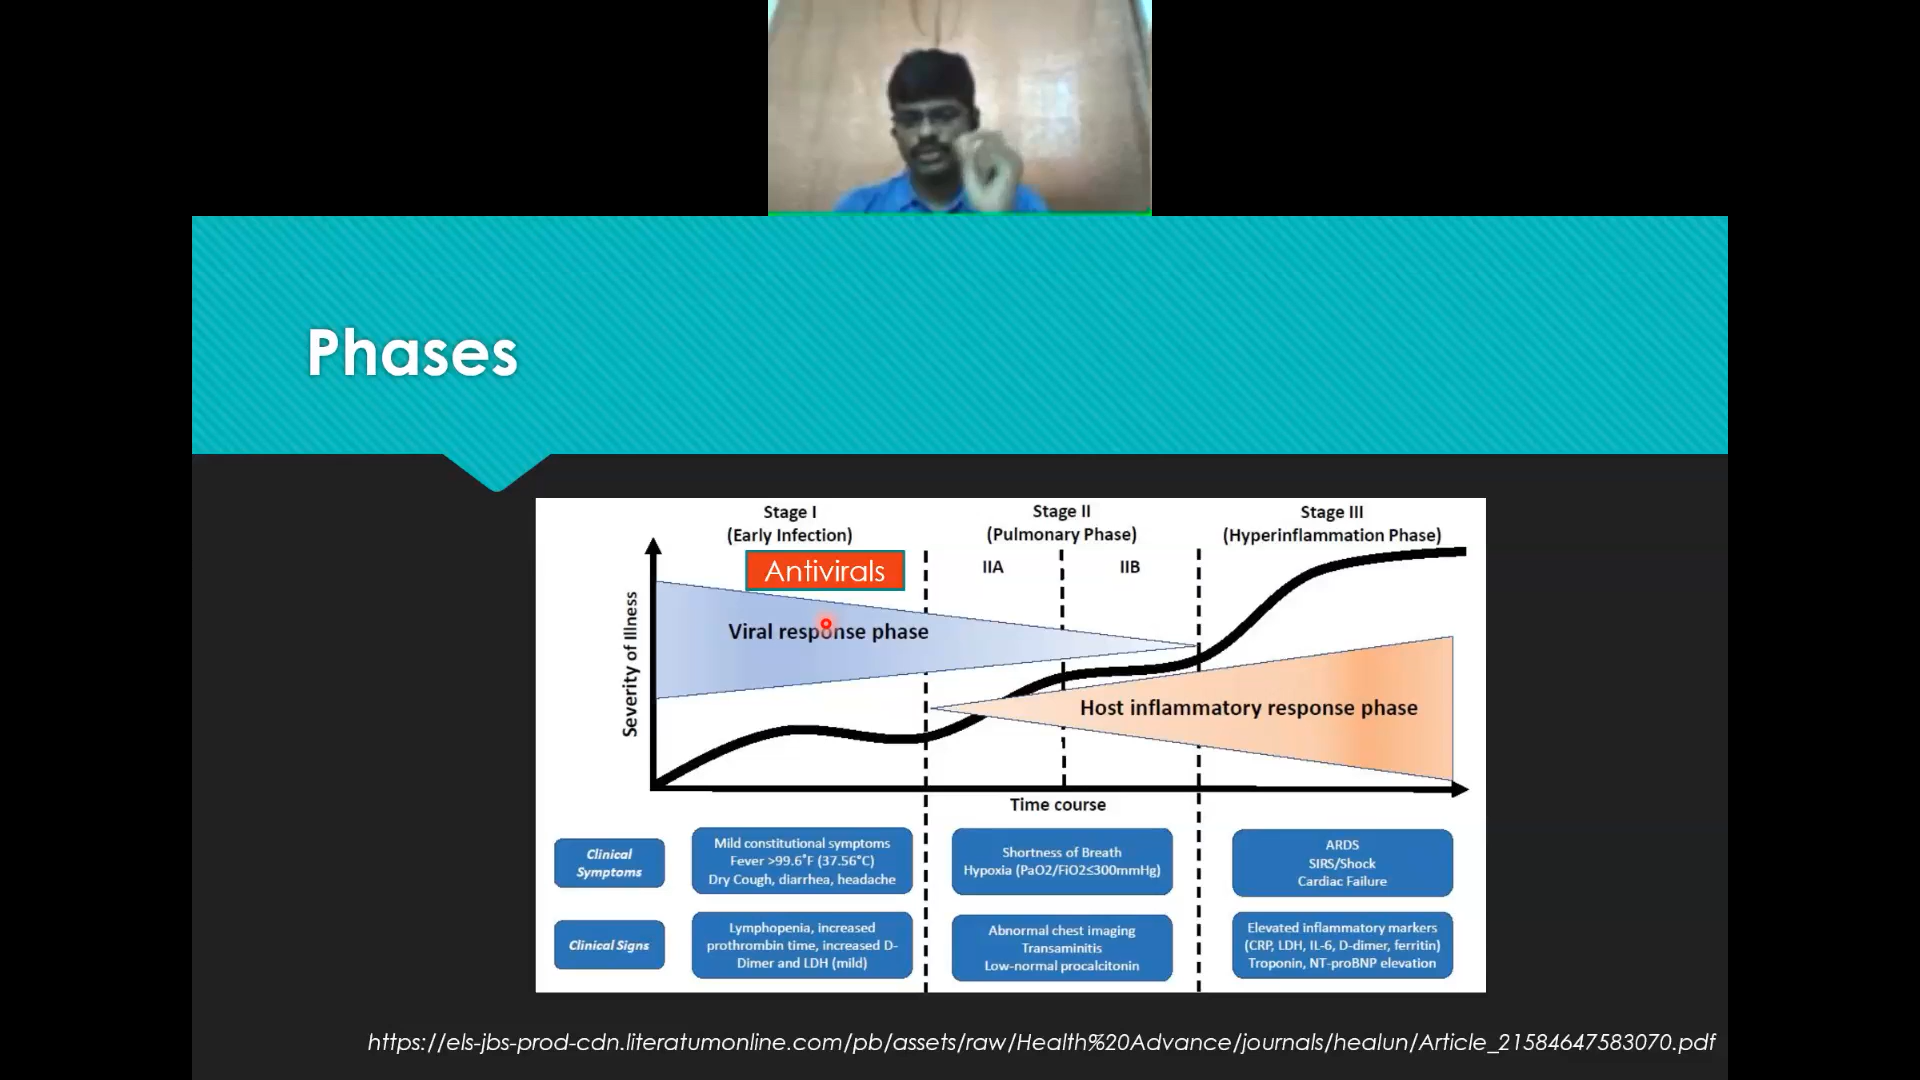 Phases
Stage I
(Early Infection)
Stage II
(Pulmonary Phase)
Stage III
(Hyperinflammation Phase)
Antivirals
IIA
IIB
Severity of Illness
Viral response phase
Host inflammatory response phase
Time course
Clinical
Symptoms
Mild constitutional symptoms
Fever >99.6°F (37.56°C)
Dry Cough, diarrhea, headache
Shortness of Breath
Hypoxia (PaO2/FiO2≤300mmHg)
ARDS
SIRS/Shock
Cardiac Failure
Clinical Signs
Lymphopenia, increased
prothrombin time, increased D-
Dimer and LDH (mild)
Abnormal chest imaging
Transaminitis
Low-normal procalcitonin
Elevated inflammatory markers
(CRP, LDH, IL-6, D-dimer, ferritin)
Troponin, NT-proBNP elevation
https://els-jbs-prod-cdn.literatumonline.com/pb/assets/raw/Health%20Advance/journals/healun/Article_21584647583070.pdf